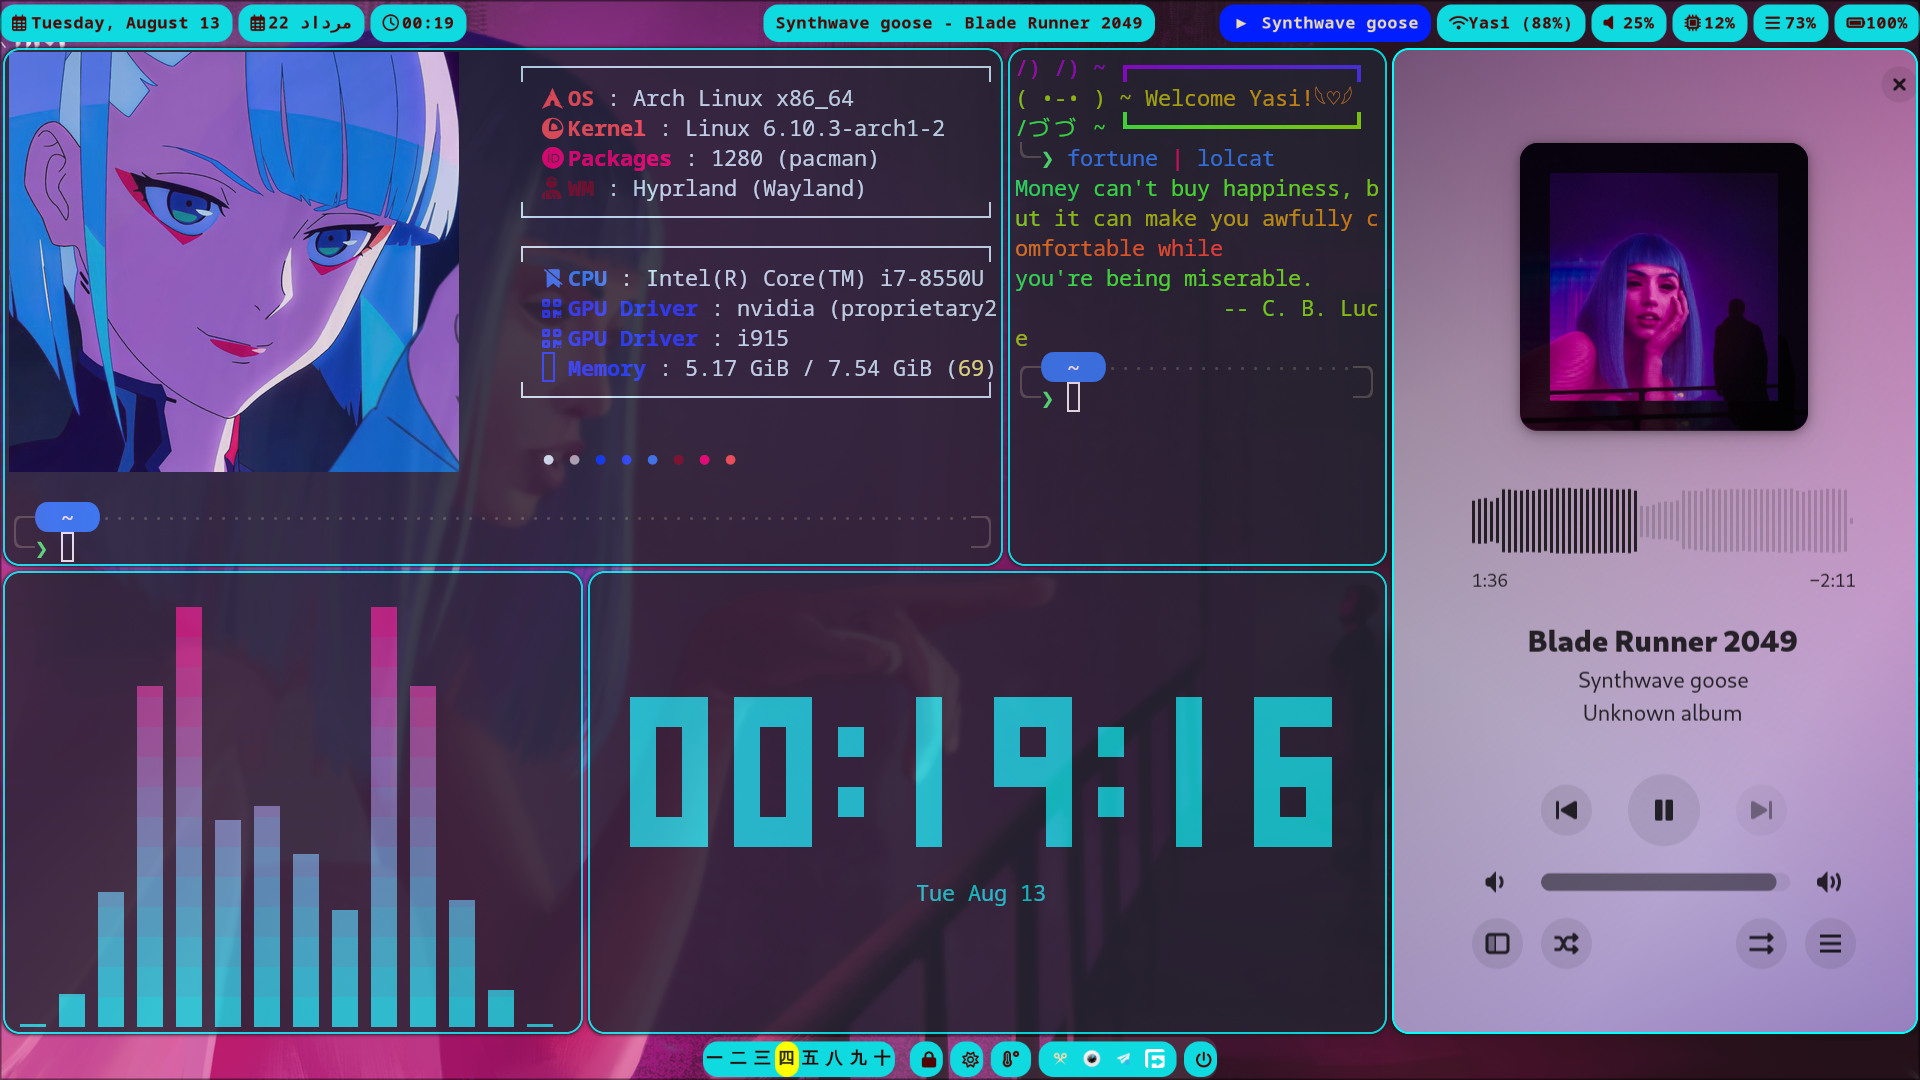 Tuesday, August 13
22 مرداد
00:19
Synthwave goose - Blade Runner 2049
▶ Synthwave goose
Yasi (88%)
25%
12%
73%
100%
OS : Arch Linux x86_64
Kernel : Linux 6.10.3-arch1-2
Packages : 1280 (pacman)
WM : Hyprland (Wayland)
CPU : Intel(R) Core(TM) i7-8550U
GPU Driver : nvidia (proprietary2
GPU Driver : i915
Memory : 5.17 GiB / 7.54 GiB (69)
~
❯
/) /) ~
( •-• ) ~ Welcome Yasi!
/づづ ~
❯ fortune | lolcat
Money can't buy happiness, b
ut it can make you awfully c
omfortable while
you're being miserable.
-- C. B. Luc
e
~
❯
1:36
−2:11
Blade Runner 2049
Synthwave goose
Unknown album
00:19:16
Tue Aug 13
一 二 三 四 五 八 九 十